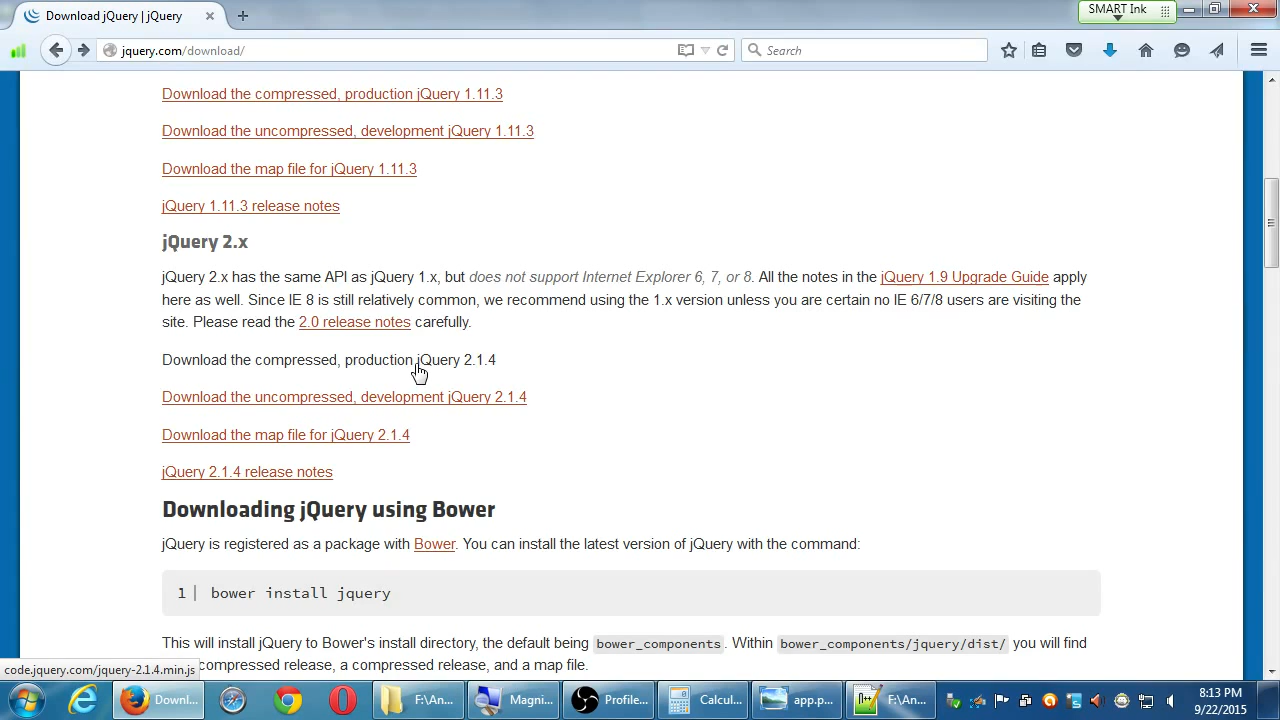 Download jQuery | jQuery
SMART Ink
jquery.com/download/
Search
Download the compressed, production jQuery 1.11.3
Download the uncompressed, development jQuery 1.11.3
Download the map file for jQuery 1.11.3
jQuery 1.11.3 release notes
jQuery 2.x
jQuery 2.x has the same API as jQuery 1.x, but does not support Internet Explorer 6, 7, or 8. All the notes in the jQuery 1.9 Upgrade Guide apply
here as well. Since IE 8 is still relatively common, we recommend using the 1.x version unless you are certain no IE 6/7/8 users are visiting the
site. Please read the 2.0 release notes carefully.
Download the compressed, production jQuery 2.1.4
Download the uncompressed, development jQuery 2.1.4
Download the map file for jQuery 2.1.4
jQuery 2.1.4 release notes
Downloading jQuery using Bower
jQuery is registered as a package with Bower. You can install the latest version of jQuery with the command:
1 bower install jquery
This will install jQuery to Bower's install directory, the default being bower_components. Within bower_components/jquery/dist/ you will find
compressed release, a compressed release, and a map file.
code.jquery.com/jquery-2.1.4.min.js
Downl...
F:\An...
Magni...
Profile...
Calcul...
app.p...
F:\An...
8:13 PM
9/22/2015